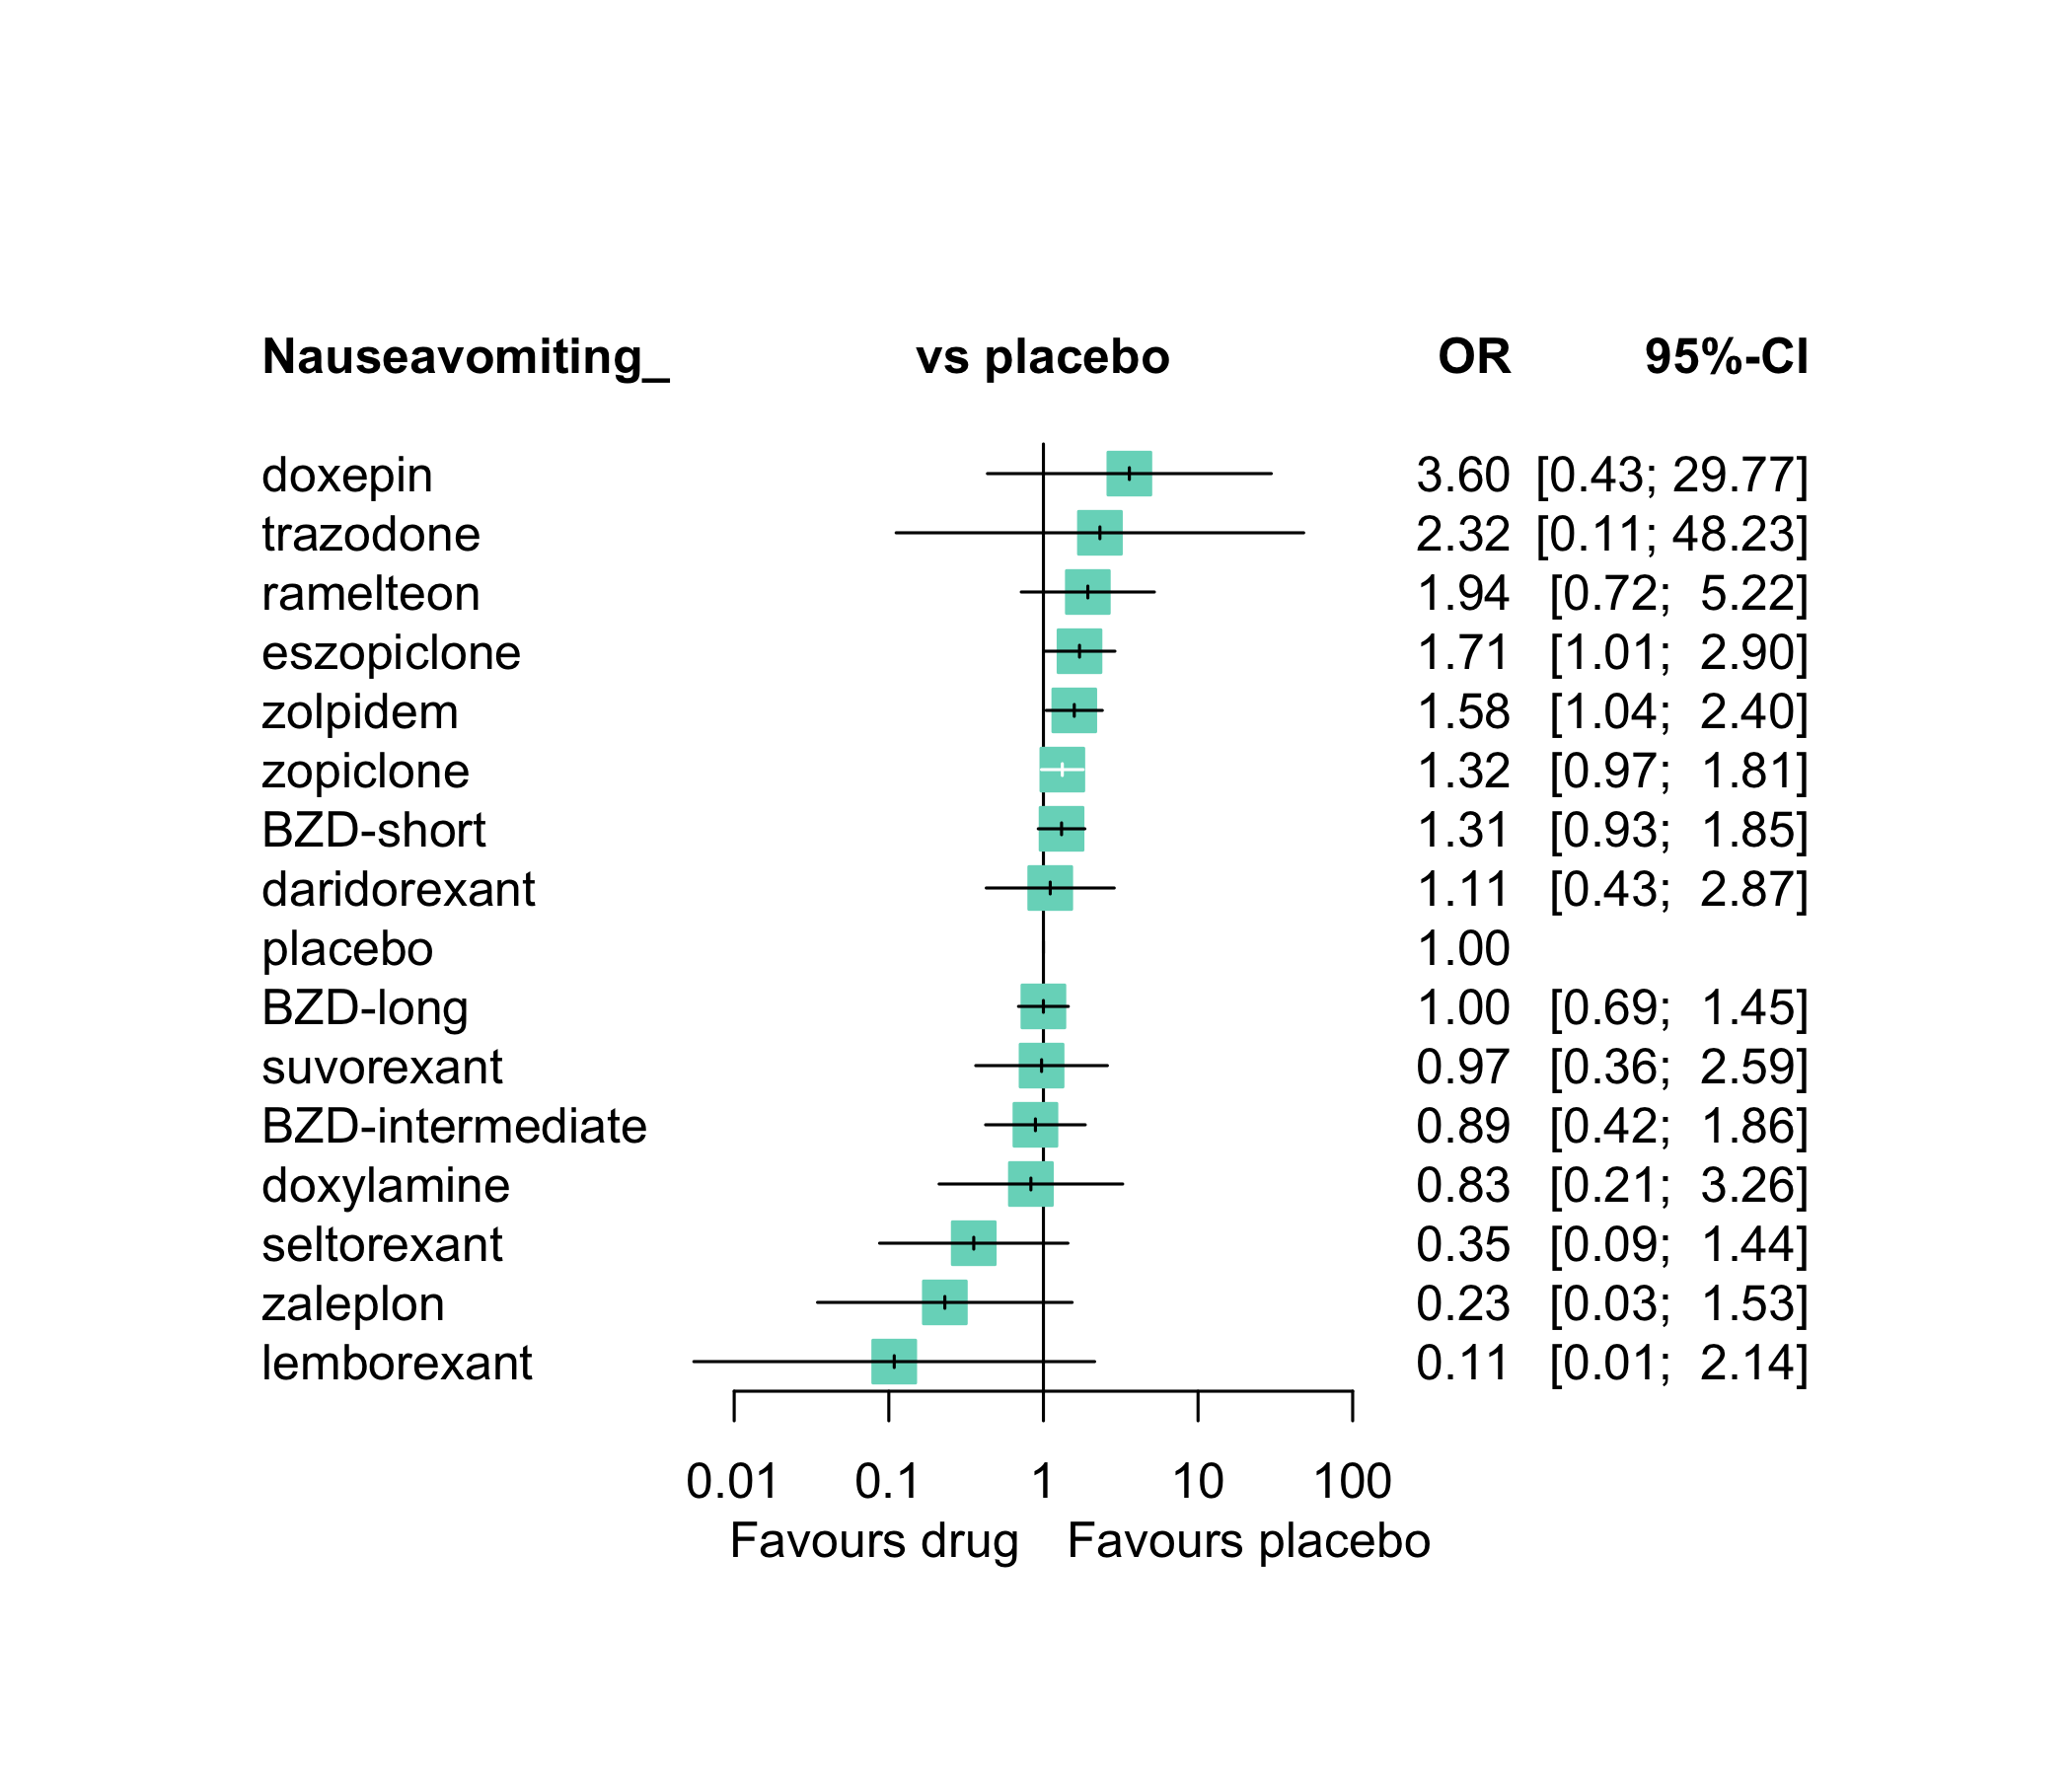 Nauseavomiting_ vs placebo OR 95%-CI
doxepin 3.60 [0.43; 29.77]
trazodone 2.32 [0.11; 48.23]
ramelteon 1.94 [0.72; 5.22]
eszopiclone 1.71 [1.01; 2.90]
zolpidem 1.58 [1.04; 2.40]
zopiclone 1.32 [0.97; 1.81]
BZD-short 1.31 [0.93; 1.85]
daridorexant 1.11 [0.43; 2.87]
placebo 1.00
BZD-long 1.00 [0.69; 1.45]
suvorexant 0.97 [0.36; 2.59]
BZD-intermediate 0.89 [0.42; 1.86]
doxylamine 0.83 [0.21; 3.26]
seltorexant 0.35 [0.09; 1.44]
zaleplon 0.23 [0.03; 1.53]
lemborexant 0.11 [0.01; 2.14]
0.01 0.1 1 10 100
Favours drug Favours placebo